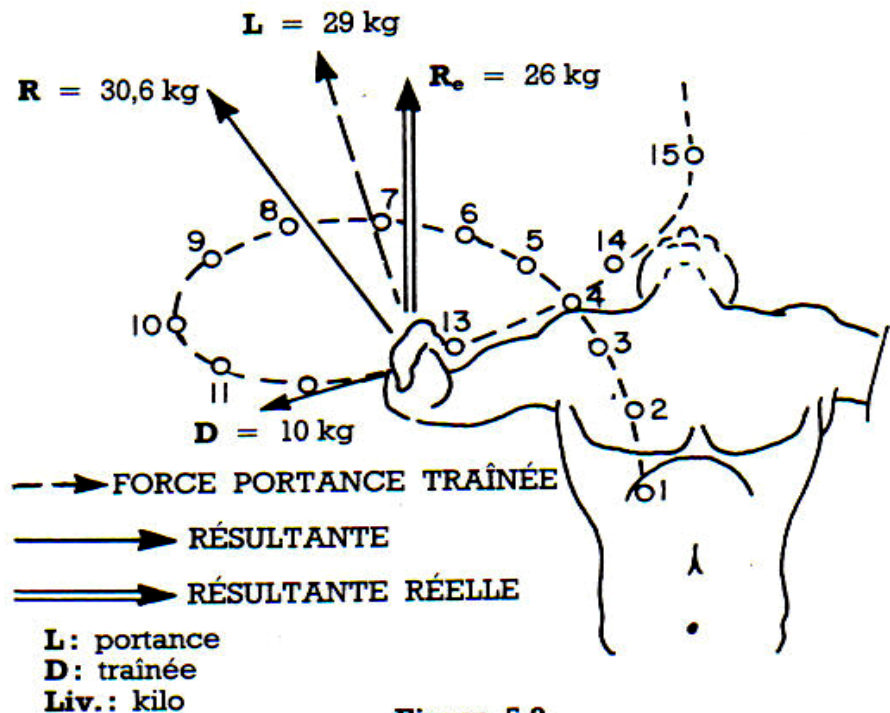 L = 29 kg
R = 30,6 kg
Re = 26 kg
15
7
8
6
9
5
14
4
10
13
3
11
2
D = 10 kg
1
FORCE PORTANCE TRAÎNÉE
RÉSULTANTE
RÉSULTANTE RÉELLE
L: portance
D: traînée
Liv.: kilo